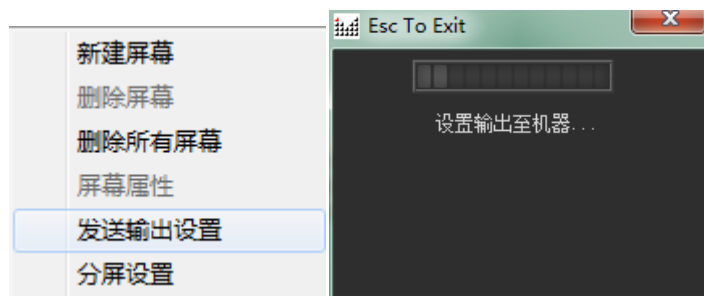 新建屏幕
删除屏幕
删除所有屏幕
屏幕属性
发送输出设置
分屏设置
Esc To Exit
设置输出至机器...